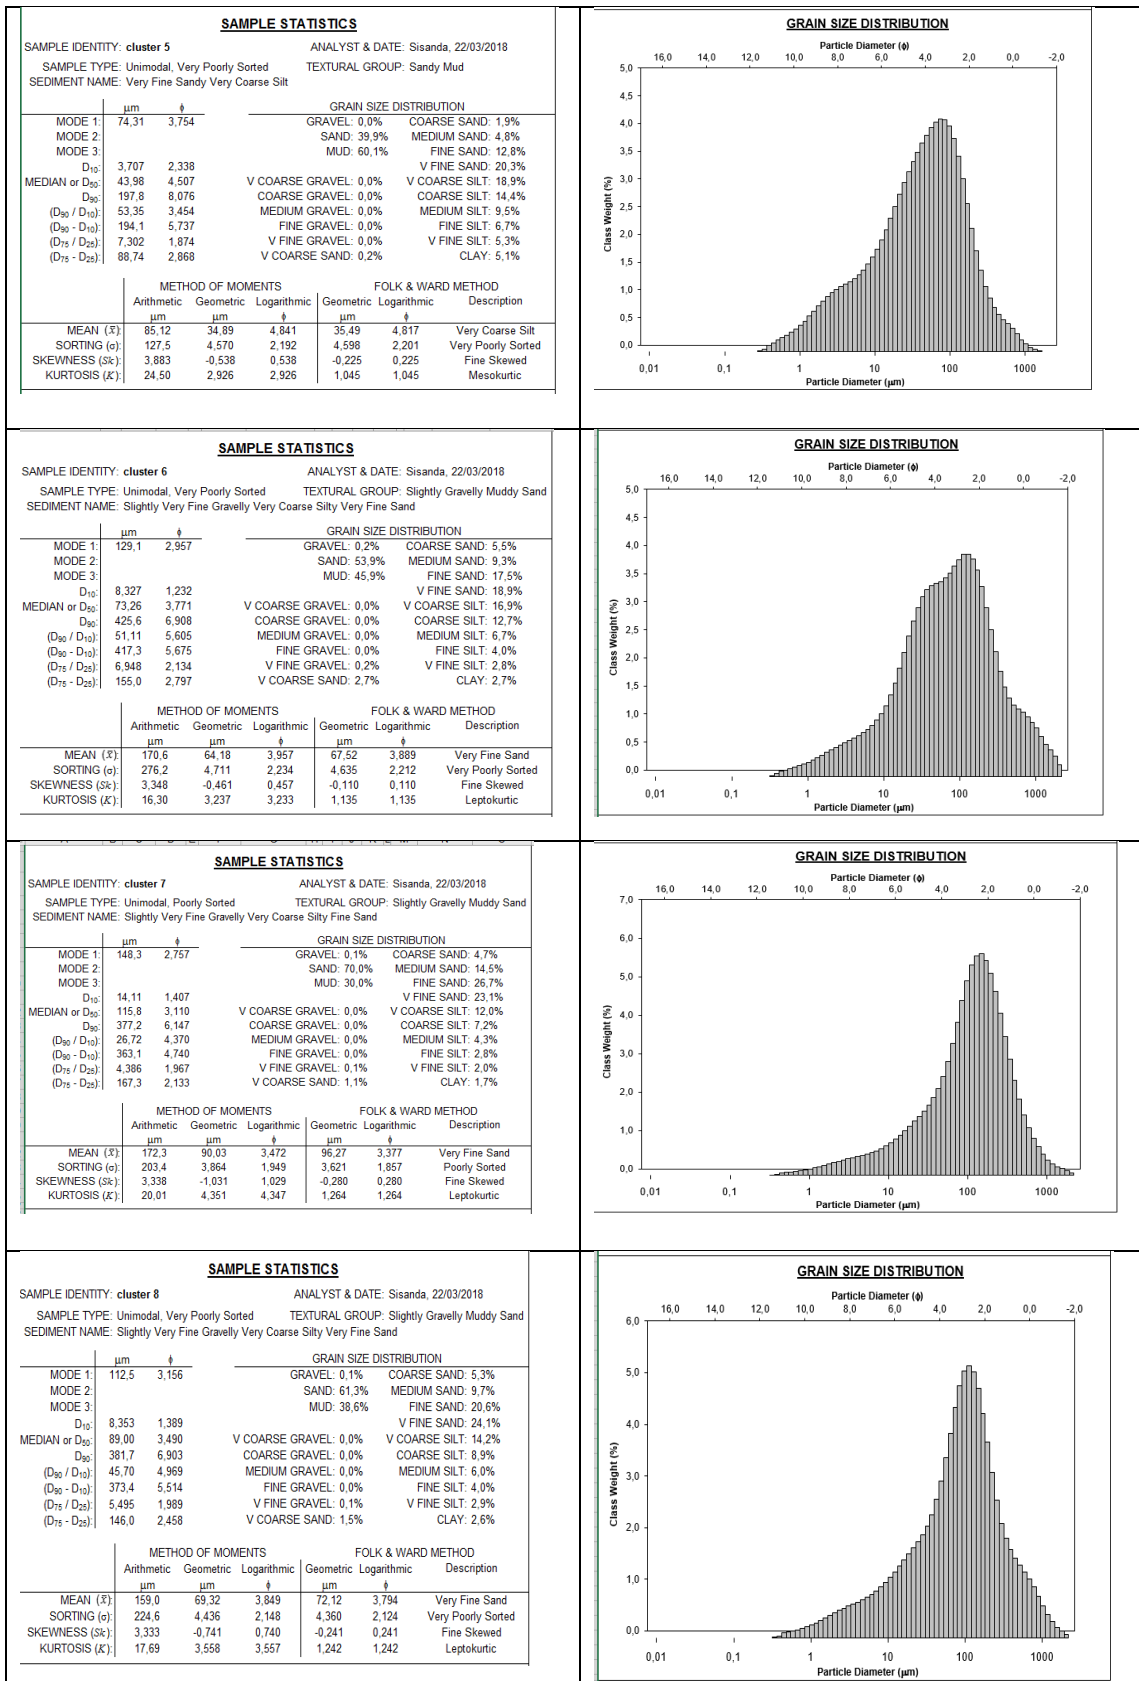 SAMPLE STATISTICS
SAMPLE IDENTITY: cluster 5 ANALYST & DATE: Sisanda, 22/03/2018
SAMPLE TYPE: Unimodal, Very Poorly Sorted TEXTURAL GROUP: Sandy Mud
SEDIMENT NAME: Very Fine Sandy Very Coarse Silt
μm ϕ GRAIN SIZE DISTRIBUTION
MODE 1: 74,31 3,754 GRAVEL: 0,0% COARSE SAND: 1,9%
MODE 2: SAND: 39,9% MEDIUM SAND: 4,8%
MODE 3: MUD: 60,1% FINE SAND: 12,8%
D10: 3,707 2,338 V FINE SAND: 20,3%
MEDIAN or D50: 43,98 4,507 V COARSE GRAVEL: 0,0% V COARSE SILT: 18,9%
D90: 197,8 8,076 COARSE GRAVEL: 0,0% COARSE SILT: 14,4%
(D90 / D10): 53,35 3,454 MEDIUM GRAVEL: 0,0% MEDIUM SILT: 9,5%
(D90 - D10): 194,1 5,737 FINE GRAVEL: 0,0% FINE SILT: 6,7%
(D75 / D25): 7,302 1,874 V FINE GRAVEL: 0,0% V FINE SILT: 5,3%
(D75 - D25): 88,74 2,868 V COARSE SAND: 0,2% CLAY: 5,1%
METHOD OF MOMENTS FOLK & WARD METHOD
Arithmetic Geometric Logarithmic Geometric Logarithmic Description
μm μm ϕ μm ϕ
MEAN (x̄): 85,12 34,89 4,841 35,49 4,817 Very Coarse Silt
SORTING (σ): 127,5 4,570 2,192 4,598 2,201 Very Poorly Sorted
SKEWNESS (Sk): 3,883 -0,538 0,538 -0,225 0,225 Fine Skewed
KURTOSIS (K): 24,50 2,926 2,926 1,045 1,045 Mesokurtic
GRAIN SIZE DISTRIBUTION
Particle Diameter (ϕ)
16,0 14,0 12,0 10,0 8,0 6,0 4,0 2,0 0,0 -2,0
5,0
4,5
4,0
3,5
3,0
2,5
2,0
1,5
1,0
0,5
0,0
Class Weight (%)
0,01 0,1 1 10 100 1000
Particle Diameter (μm)
SAMPLE STATISTICS
SAMPLE IDENTITY: cluster 6 ANALYST & DATE: Sisanda, 22/03/2018
SAMPLE TYPE: Unimodal, Very Poorly Sorted TEXTURAL GROUP: Slightly Gravelly Muddy Sand
SEDIMENT NAME: Slightly Very Fine Gravelly Very Coarse Silty Very Fine Sand
μm ϕ GRAIN SIZE DISTRIBUTION
MODE 1: 129,1 2,957 GRAVEL: 0,2% COARSE SAND: 5,5%
MODE 2: SAND: 53,9% MEDIUM SAND: 9,3%
MODE 3: MUD: 45,9% FINE SAND: 17,5%
D10: 8,327 1,232 V FINE SAND: 18,9%
MEDIAN or D50: 73,26 3,771 V COARSE GRAVEL: 0,0% V COARSE SILT: 16,9%
D90: 425,6 6,908 COARSE GRAVEL: 0,0% COARSE SILT: 12,7%
(D90 / D10): 51,11 5,605 MEDIUM GRAVEL: 0,0% MEDIUM SILT: 6,7%
(D90 - D10): 417,3 5,675 FINE GRAVEL: 0,0% FINE SILT: 4,0%
(D75 / D25): 6,948 2,134 V FINE GRAVEL: 0,2% V FINE SILT: 2,8%
(D75 - D25): 155,0 2,797 V COARSE SAND: 2,7% CLAY: 2,7%
METHOD OF MOMENTS FOLK & WARD METHOD
Arithmetic Geometric Logarithmic Geometric Logarithmic Description
μm μm ϕ μm ϕ
MEAN (x̄): 170,6 64,18 3,957 67,52 3,889 Very Fine Sand
SORTING (σ): 276,2 4,711 2,234 4,635 2,212 Very Poorly Sorted
SKEWNESS (Sk): 3,348 -0,461 0,457 -0,110 0,110 Fine Skewed
KURTOSIS (K): 16,30 3,237 3,233 1,135 1,135 Leptokurtic
GRAIN SIZE DISTRIBUTION
Particle Diameter (ϕ)
16,0 14,0 12,0 10,0 8,0 6,0 4,0 2,0 0,0 -2,0
5,0
4,5
4,0
3,5
3,0
2,5
2,0
1,5
1,0
0,5
0,0
Class Weight (%)
0,01 0,1 1 10 100 1000
Particle Diameter (μm)
SAMPLE STATISTICS
SAMPLE IDENTITY: cluster 7 ANALYST & DATE: Sisanda, 22/03/2018
SAMPLE TYPE: Unimodal, Poorly Sorted TEXTURAL GROUP: Slightly Gravelly Muddy Sand
SEDIMENT NAME: Slightly Very Fine Gravelly Very Coarse Silty Fine Sand
μm ϕ GRAIN SIZE DISTRIBUTION
MODE 1: 148,3 2,757 GRAVEL: 0,1% COARSE SAND: 4,7%
MODE 2: SAND: 70,0% MEDIUM SAND: 14,5%
MODE 3: MUD: 30,0% FINE SAND: 26,7%
D10: 14,11 1,407 V FINE SAND: 23,1%
MEDIAN or D50: 115,8 3,110 V COARSE GRAVEL: 0,0% V COARSE SILT: 12,0%
D90: 377,2 6,147 COARSE GRAVEL: 0,0% COARSE SILT: 7,2%
(D90 / D10): 26,72 4,370 MEDIUM GRAVEL: 0,0% MEDIUM SILT: 4,3%
(D90 - D10): 363,1 4,740 FINE GRAVEL: 0,0% FINE SILT: 2,8%
(D75 / D25): 4,386 1,967 V FINE GRAVEL: 0,1% V FINE SILT: 2,0%
(D75 - D25): 167,3 2,133 V COARSE SAND: 1,1% CLAY: 1,7%
METHOD OF MOMENTS FOLK & WARD METHOD
Arithmetic Geometric Logarithmic Geometric Logarithmic Description
μm μm ϕ μm ϕ
MEAN (x̄): 172,3 90,03 3,472 96,27 3,377 Very Fine Sand
SORTING (σ): 203,4 3,864 1,949 3,621 1,857 Poorly Sorted
SKEWNESS (Sk): 3,338 -1,031 1,029 -0,280 0,280 Fine Skewed
KURTOSIS (K): 20,01 4,351 4,347 1,264 1,264 Leptokurtic
GRAIN SIZE DISTRIBUTION
Particle Diameter (ϕ)
16,0 14,0 12,0 10,0 8,0 6,0 4,0 2,0 0,0 -2,0
7,0
6,0
5,0
4,0
3,0
2,0
1,0
0,0
Class Weight (%)
0,01 0,1 1 10 100 1000
Particle Diameter (μm)
SAMPLE STATISTICS
SAMPLE IDENTITY: cluster 8 ANALYST & DATE: Sisanda, 22/03/2018
SAMPLE TYPE: Unimodal, Very Poorly Sorted TEXTURAL GROUP: Slightly Gravelly Muddy Sand
SEDIMENT NAME: Slightly Very Fine Gravelly Very Coarse Silty Very Fine Sand
μm ϕ GRAIN SIZE DISTRIBUTION
MODE 1: 112,5 3,156 GRAVEL: 0,1% COARSE SAND: 5,3%
MODE 2: SAND: 61,3% MEDIUM SAND: 9,7%
MODE 3: MUD: 38,6% FINE SAND: 20,6%
D10: 8,353 1,389 V FINE SAND: 24,1%
MEDIAN or D50: 89,00 3,490 V COARSE GRAVEL: 0,0% V COARSE SILT: 14,2%
D90: 381,7 6,903 COARSE GRAVEL: 0,0% COARSE SILT: 8,9%
(D90 / D10): 45,70 4,969 MEDIUM GRAVEL: 0,0% MEDIUM SILT: 6,0%
(D90 - D10): 373,4 5,514 FINE GRAVEL: 0,0% FINE SILT: 4,0%
(D75 / D25): 5,495 1,989 V FINE GRAVEL: 0,1% V FINE SILT: 2,9%
(D75 - D25): 146,0 2,458 V COARSE SAND: 1,5% CLAY: 2,6%
METHOD OF MOMENTS FOLK & WARD METHOD
Arithmetic Geometric Logarithmic Geometric Logarithmic Description
μm μm ϕ μm ϕ
MEAN (x̄): 159,0 69,32 3,849 72,12 3,794 Very Fine Sand
SORTING (σ): 224,6 4,436 2,148 4,360 2,124 Very Poorly Sorted
SKEWNESS (Sk): 3,333 -0,741 0,740 -0,241 0,241 Fine Skewed
KURTOSIS (K): 17,69 3,558 3,557 1,242 1,242 Leptokurtic
GRAIN SIZE DISTRIBUTION
Particle Diameter (ϕ)
16,0 14,0 12,0 10,0 8,0 6,0 4,0 2,0 0,0 -2,0
6,0
5,0
4,0
3,0
2,0
1,0
0,0
Class Weight (%)
0,01 0,1 1 10 100 1000
Particle Diameter (μm)